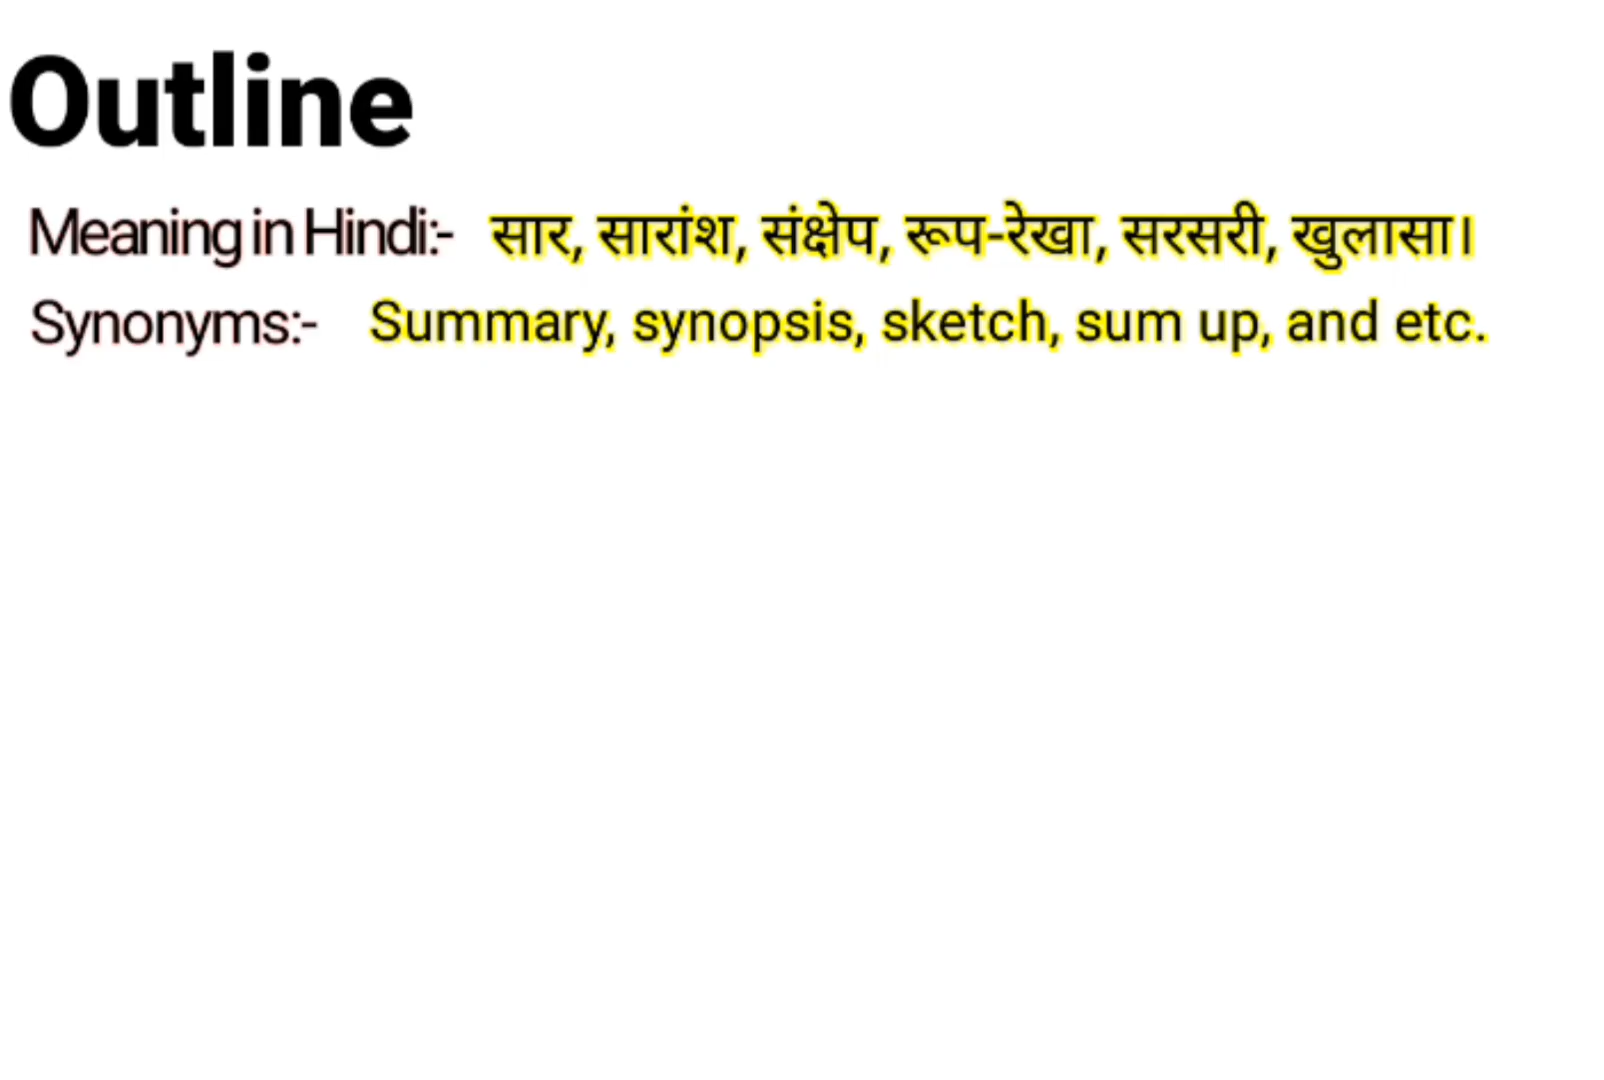 Outline
Meaning in Hindi:- सार, सारांश, संक्षेप, रूप-रेखा, सरसरी, खुलासा।
Synonyms:- Summary, synopsis, sketch, sum up, and etc.